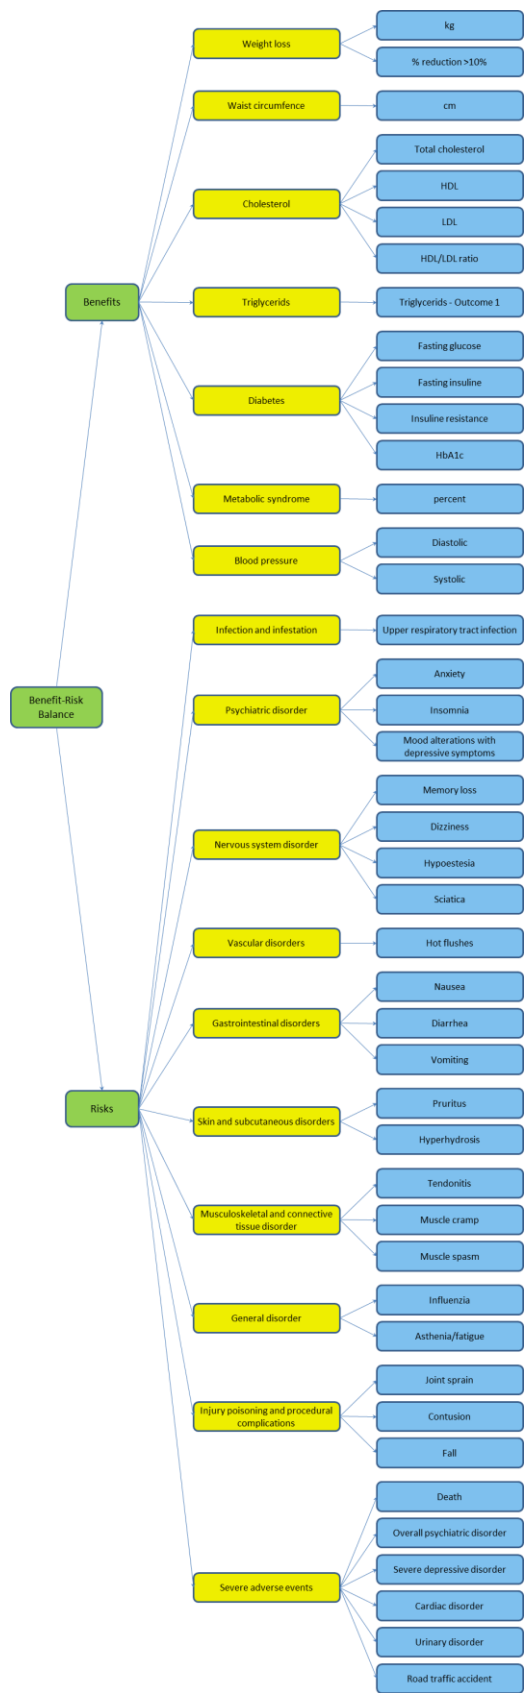 Benefit-Risk
Balance
Benefits
Weight loss
kg
% reduction >10%
Waist circumfence
cm
Cholesterol
Total cholesterol
HDL
LDL
HDL/LDL ratio
Triglycerids
Triglycerids - Outcome 1
Diabetes
Fasting glucose
Fasting insuline
Insuline resistance
HbA1c
Metabolic syndrome
percent
Blood pressure
Diastolic
Systolic
Risks
Infection and infestation
Upper respiratory tract infection
Psychiatric disorder
Anxiety
Insomnia
Mood alterations with
depressive symptoms
Nervous system disorder
Memory loss
Dizziness
Hypoestesia
Sciatica
Vascular disorders
Hot flushes
Gastrointestinal disorders
Nausea
Diarrhea
Vomiting
Skin and subcutaneous disorders
Pruritus
Hyperhydrosis
Musculoskeletal and connective
tissue disorder
Tendonitis
Muscle cramp
Muscle spasm
General disorder
Influenzia
Asthenia/fatigue
Injury poisoning and procedural
complications
Joint sprain
Contusion
Fall
Severe adverse events
Death
Overall psychiatric disorder
Severe depressive disorder
Cardiac disorder
Urinary disorder
Road traffic accident